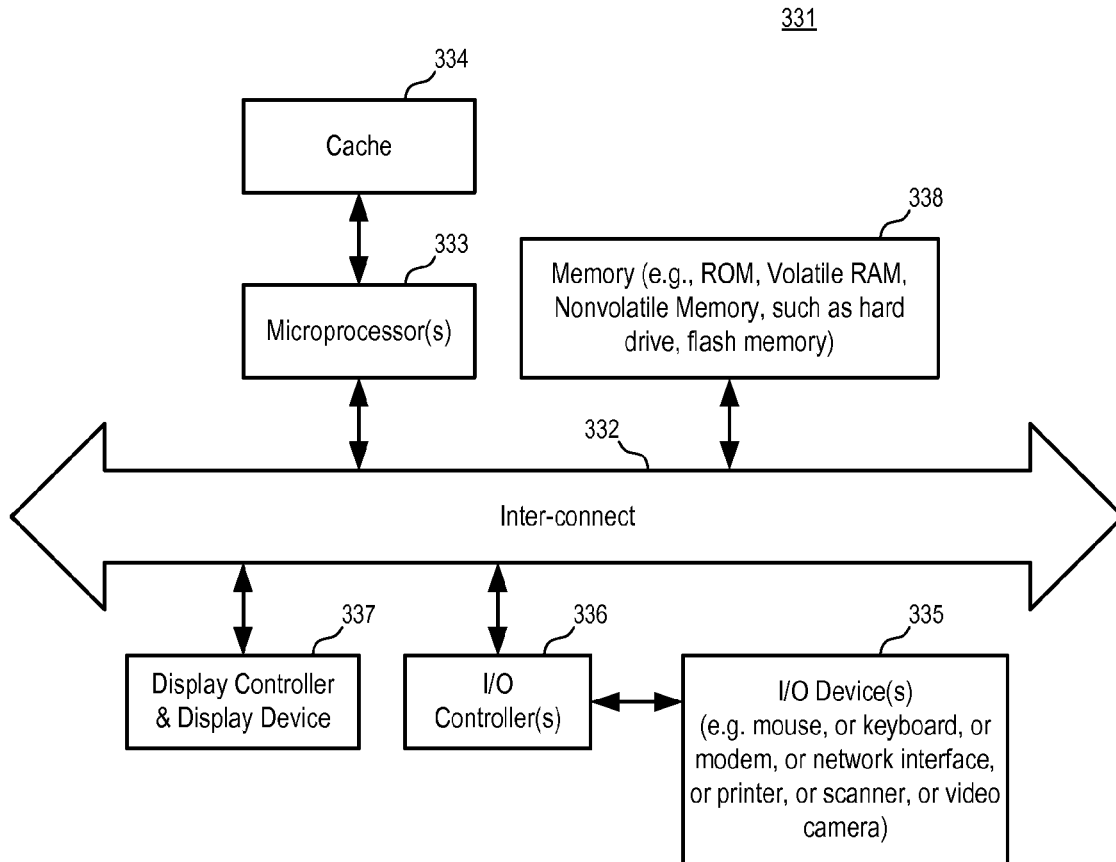 331
334
Cache
333
Microprocessor(s)
338
Memory (e.g., ROM, Volatile RAM,
Nonvolatile Memory, such as hard
drive, flash memory)
332
Inter-connect
337
Display Controller
& Display Device
336
I/O
Controller(s)
335
I/O Device(s)
(e.g. mouse, or keyboard, or
modem, or network interface,
or printer, or scanner, or video
camera)